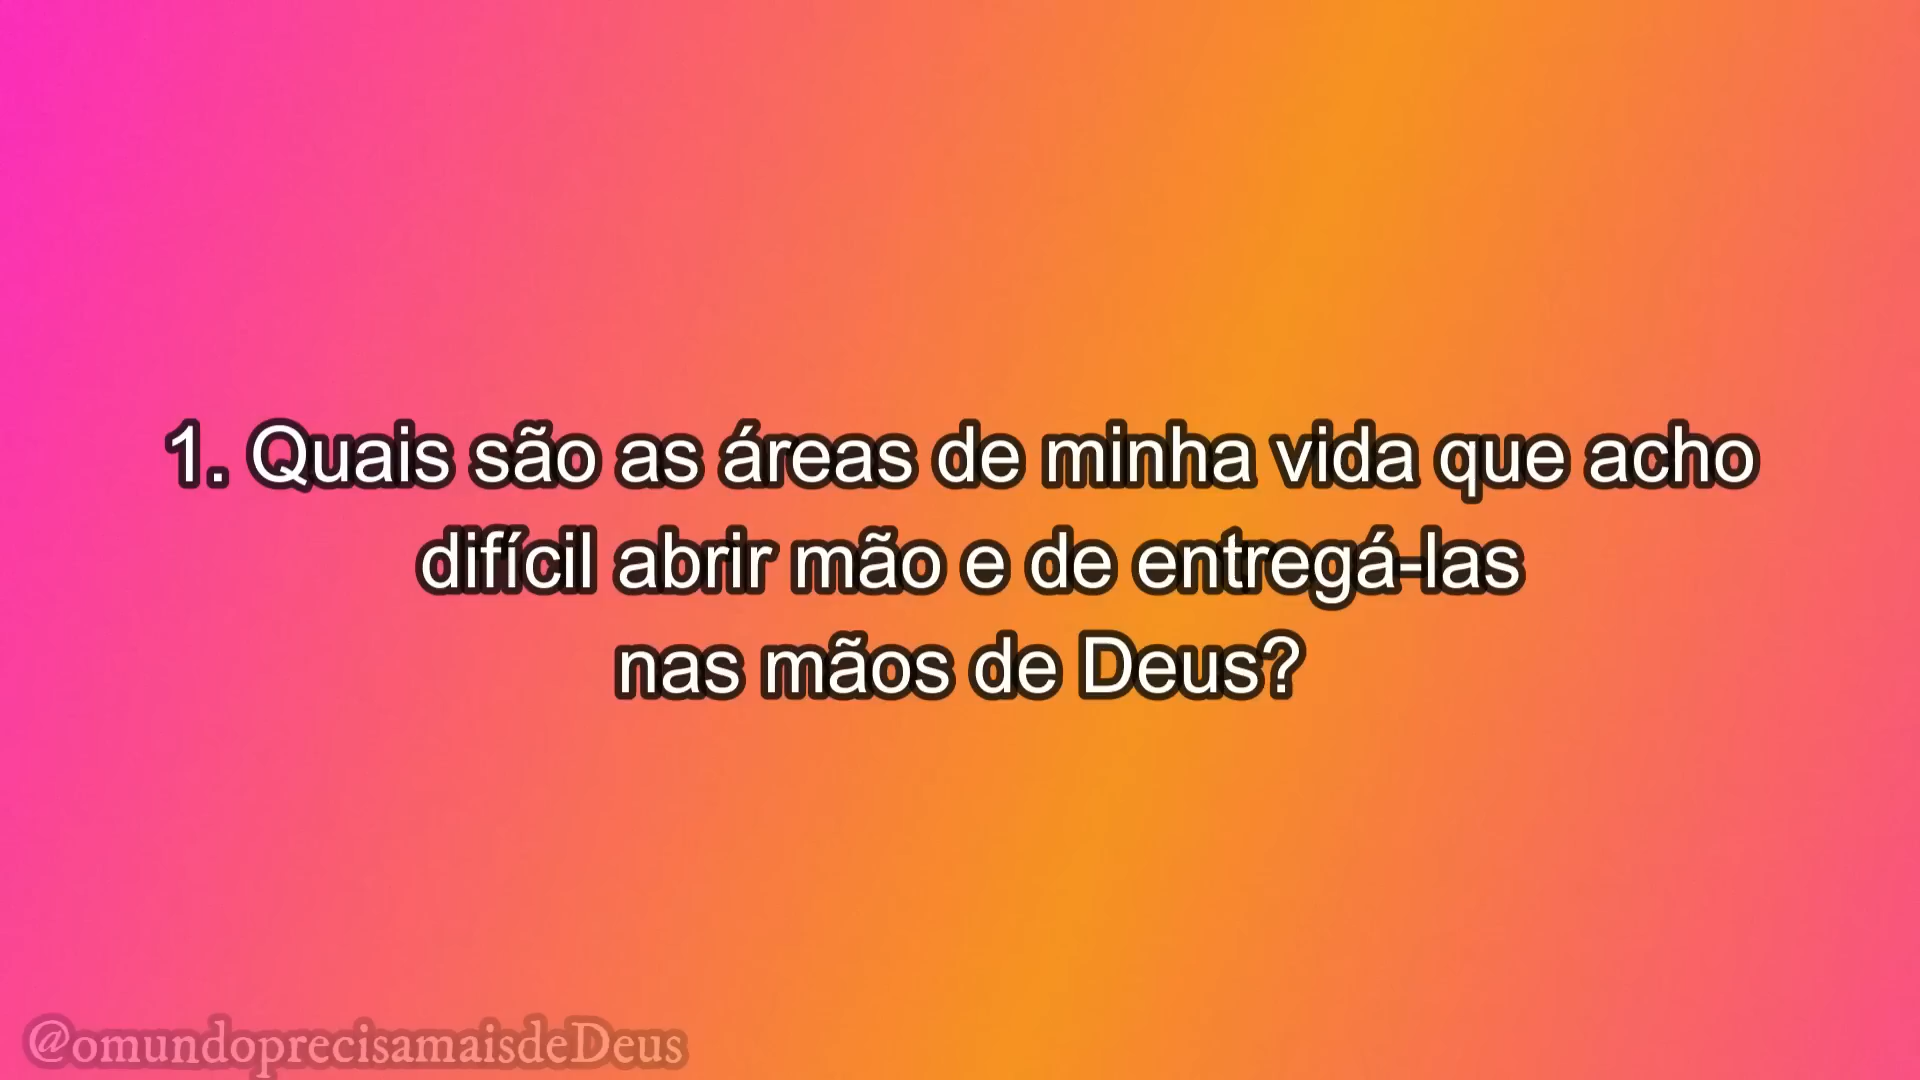 1. Quais são as áreas de minha vida que acho
difícil abrir mão e de entregá-las
nas mãos de Deus?
@omundoprecisamaisdeDeus